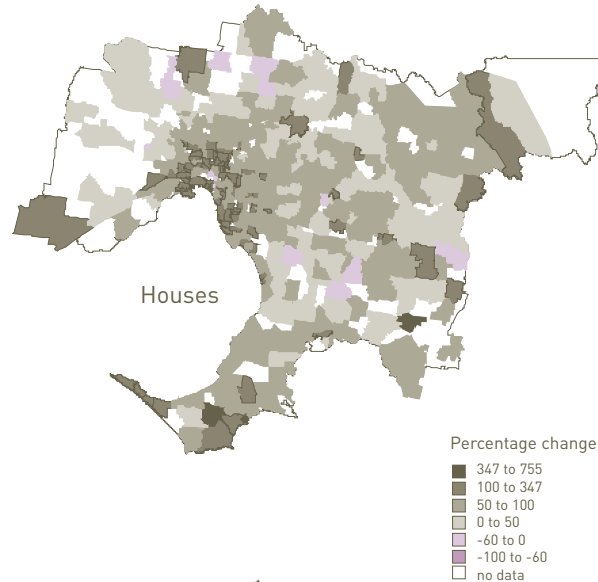 Houses
Percentage change
347 to 755
100 to 347
50 to 100
0 to 50
-60 to 0
-100 to -60
no data